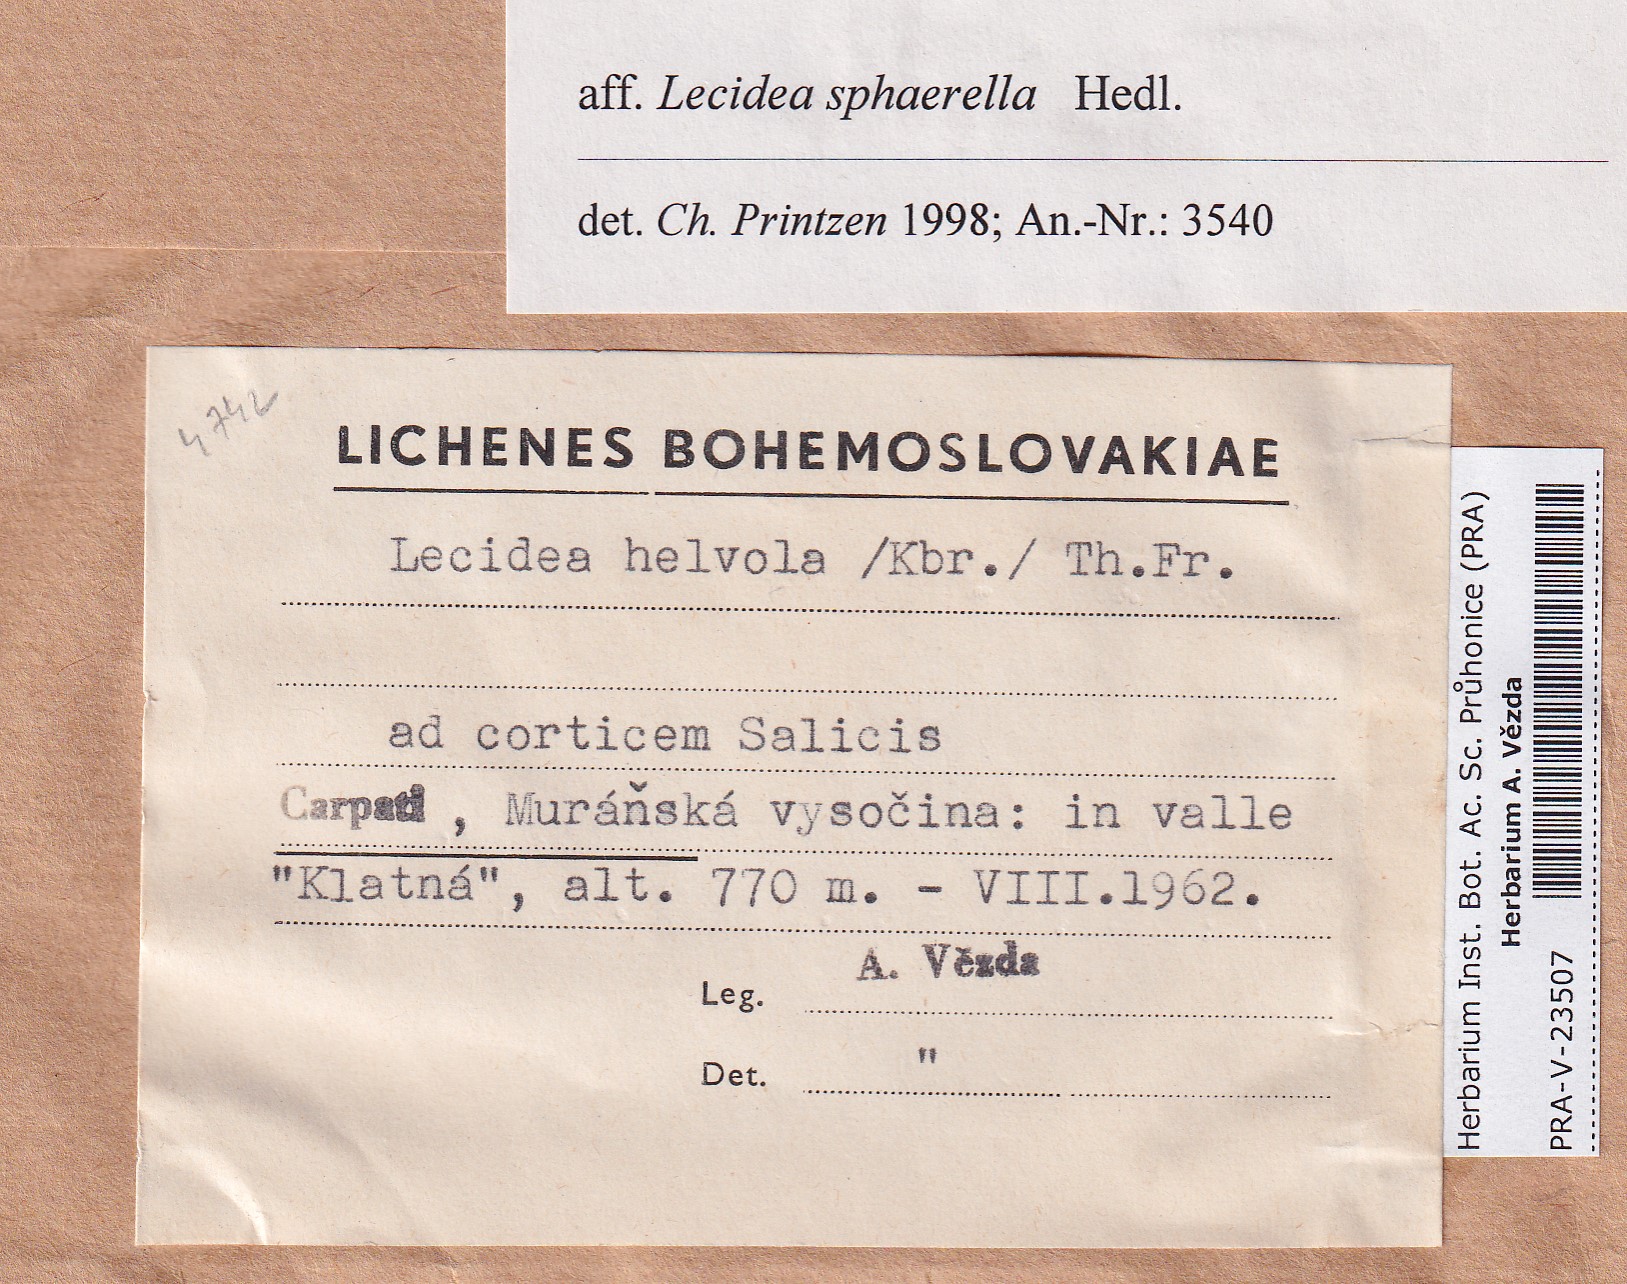 aff. Lecidea sphaerella Hedl.
det. Ch. Printzen 1998; An.-Nr.: 3540
4742
LICHENES BOHEMOSLOVAKIAE
Lecidea helvola /Kbr./ Th.Fr.
ad corticem Salicis
Carpati, Muráňská vysočina: in valle
"Klatná", alt. 770 m. - VIII.1962.
A. Vězda
Leg.
Det. "
Herbarium Inst. Bot. Ac. Sc. Průhonice (PRA)
Herbarium A. Vězda
PRA-V-23507